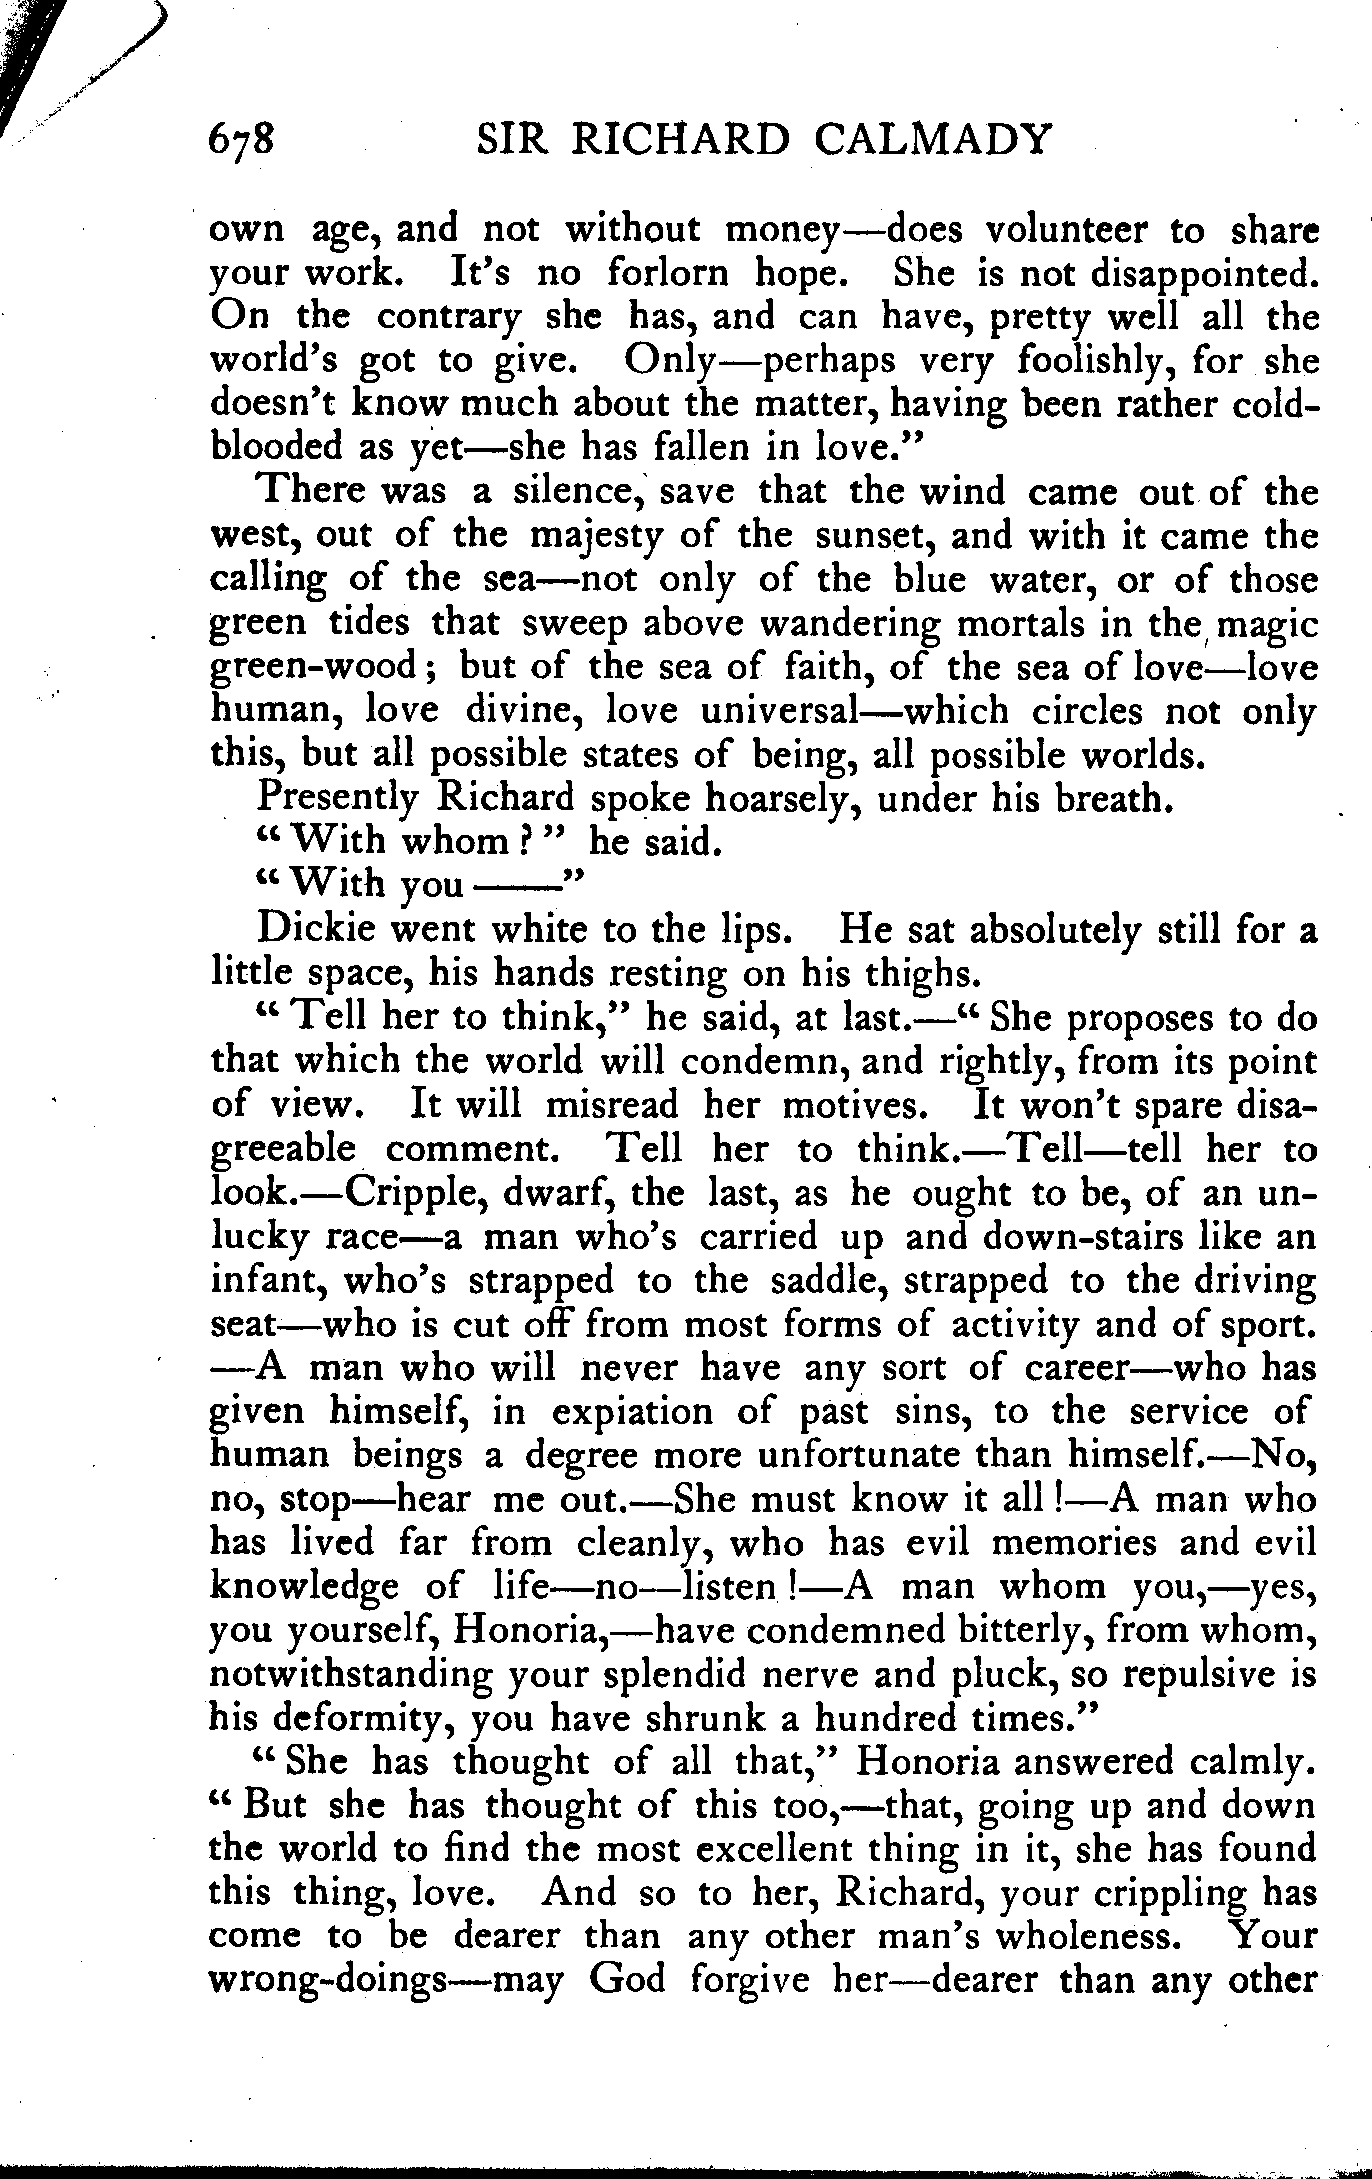 678 SIR RICHARD CALMADY
own age, and not without money—does volunteer to share
your work. It's no forlorn hope. She is not disappointed.
On the contrary she has, and can have, pretty well all the
world's got to give. Only—perhaps very foolishly, for she
doesn't know much about the matter, having been rather cold-
blooded as yet—she has fallen in love."
There was a silence, save that the wind came out of the
west, out of the majesty of the sunset, and with it came the
calling of the sea—not only of the blue water, or of those
green tides that sweep above wandering mortals in the magic
green-wood; but of the sea of faith, of the sea of love—love
human, love divine, love universal—which circles not only
this, but all possible states of being, all possible worlds.
Presently Richard spoke hoarsely, under his breath.
"With whom?" he said.
"With you ——"
Dickie went white to the lips. He sat absolutely still for a
little space, his hands resting on his thighs.
"Tell her to think," he said, at last.—"She proposes to do
that which the world will condemn, and rightly, from its point
of view. It will misread her motives. It won't spare disa-
greeable comment. Tell her to think.—Tell—tell her to
look.—Cripple, dwarf, the last, as he ought to be, of an un-
lucky race—a man who's carried up and down-stairs like an
infant, who's strapped to the saddle, strapped to the driving
seat—who is cut off from most forms of activity and of sport.
—A man who will never have any sort of career—who has
given himself, in expiation of past sins, to the service of
human beings a degree more unfortunate than himself.—No,
no, stop—hear me out.—She must know it all!—A man who
has lived far from cleanly, who has evil memories and evil
knowledge of life—no—listen!—A man whom you,—yes,
you yourself, Honoria,—have condemned bitterly, from whom,
notwithstanding your splendid nerve and pluck, so repulsive is
his deformity, you have shrunk a hundred times."
"She has thought of all that," Honoria answered calmly.
"But she has thought of this too,—that, going up and down
the world to find the most excellent thing in it, she has found
this thing, love. And so to her, Richard, your crippling has
come to be dearer than any other man's wholeness. Your
wrong-doings—may God forgive her—dearer than any other